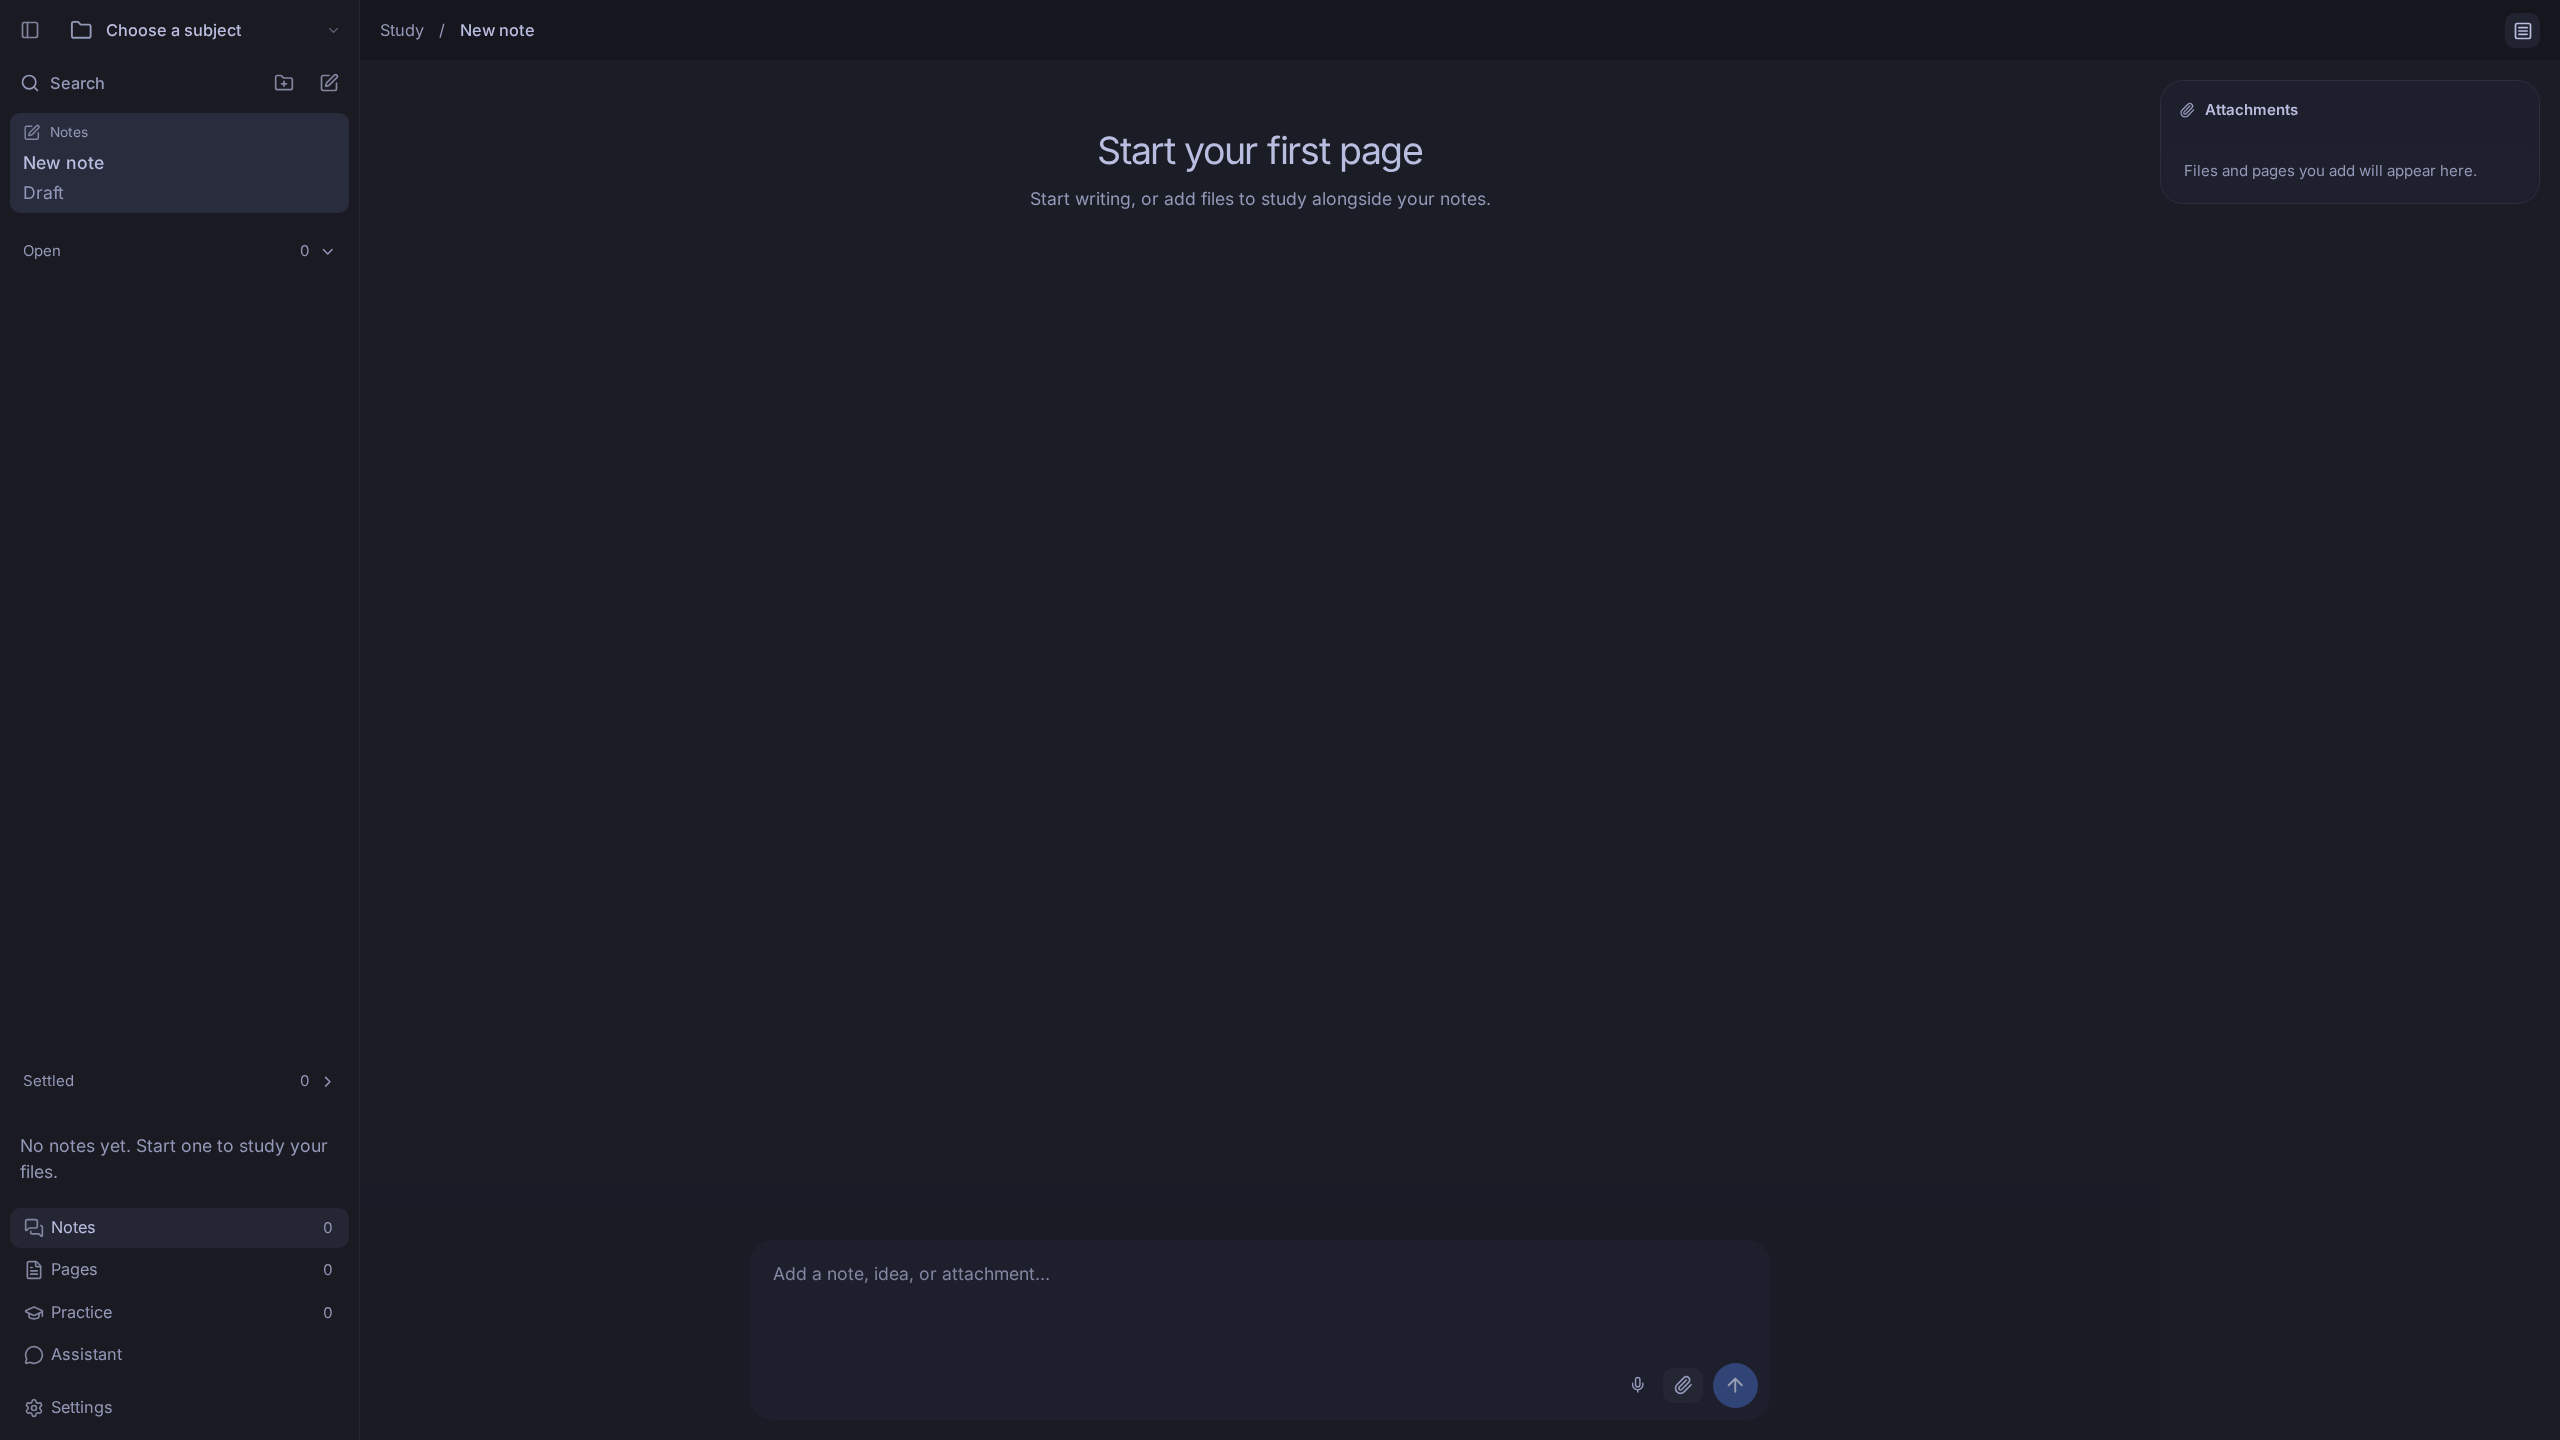 Choose a subject
Search
Notes
New note
Draft
Open 0
Settled 0
No notes yet. Start one to study your
files.
Notes 0
Pages 0
Practice 0
Assistant
Settings
Study / New note
Start your first page
Start writing, or add files to study alongside your notes.
Add a note, idea, or attachment...
Attachments
Files and pages you add will appear here.